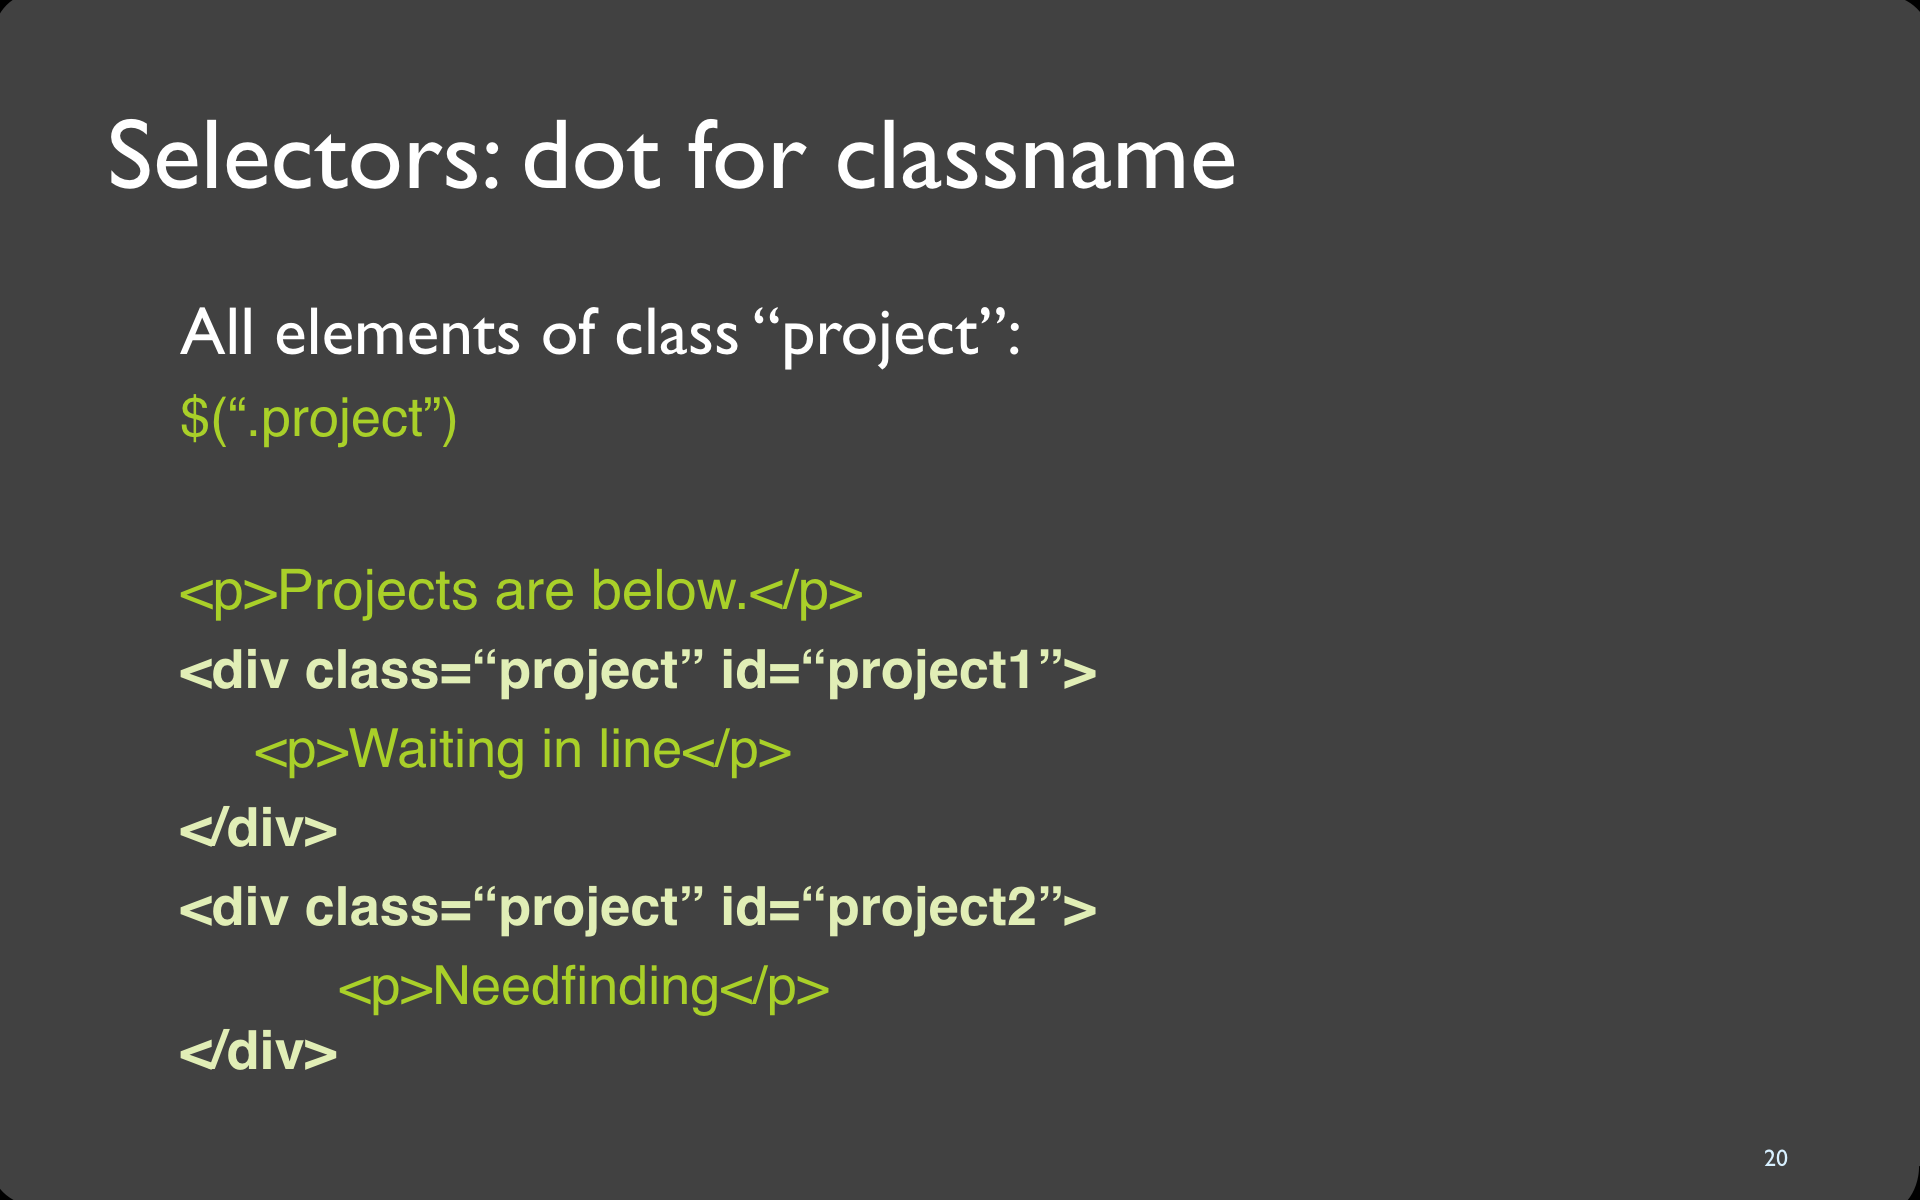 Selectors: dot for classname
All elements of class “project”:
$(“.project”)
<p>Projects are below.</p>
<div class=“project” id=“project1”>
<p>Waiting in line</p>
</div>
<div class=“project” id=“project2”>
<p>Needfinding</p>
</div>
20